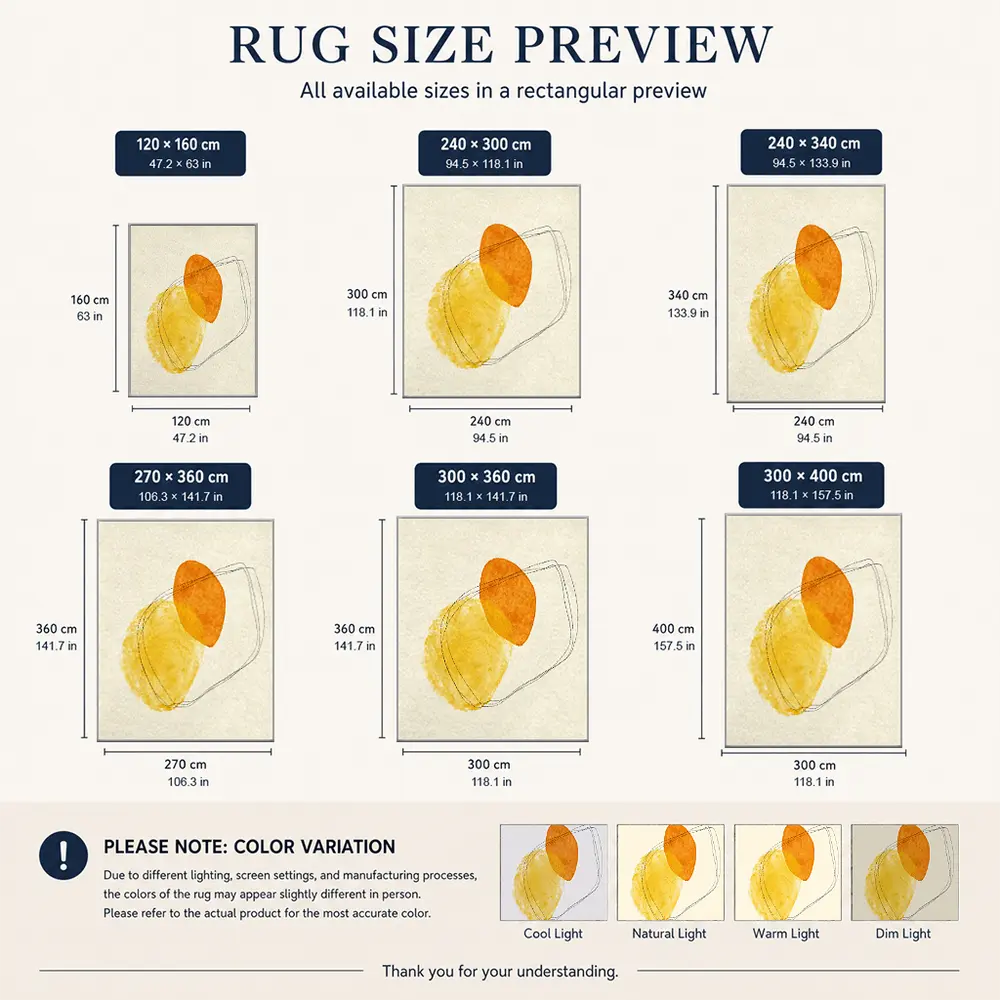 RUG SIZE PREVIEW
All available sizes in a rectangular preview
120 × 160 cm
47.2 × 63 in
240 × 300 cm
94.5 × 118.1 in
240 × 340 cm
94.5 × 133.9 in
160 cm
63 in
300 cm
118.1 in
340 cm
133.9 in
120 cm
47.2 in
240 cm
94.5 in
240 cm
94.5 in
270 × 360 cm
106.3 × 141.7 in
300 × 360 cm
118.1 × 141.7 in
300 × 400 cm
118.1 × 157.5 in
360 cm
141.7 in
360 cm
141.7 in
400 cm
157.5 in
270 cm
106.3 in
300 cm
118.1 in
300 cm
118.1 in
!
PLEASE NOTE: COLOR VARIATION
Due to different lighting, screen settings, and manufacturing processes,
the colors of the rug may appear slightly different in person.
Please refer to the actual product for the most accurate color.
Cool Light
Natural Light
Warm Light
Dim Light
Thank you for your understanding.